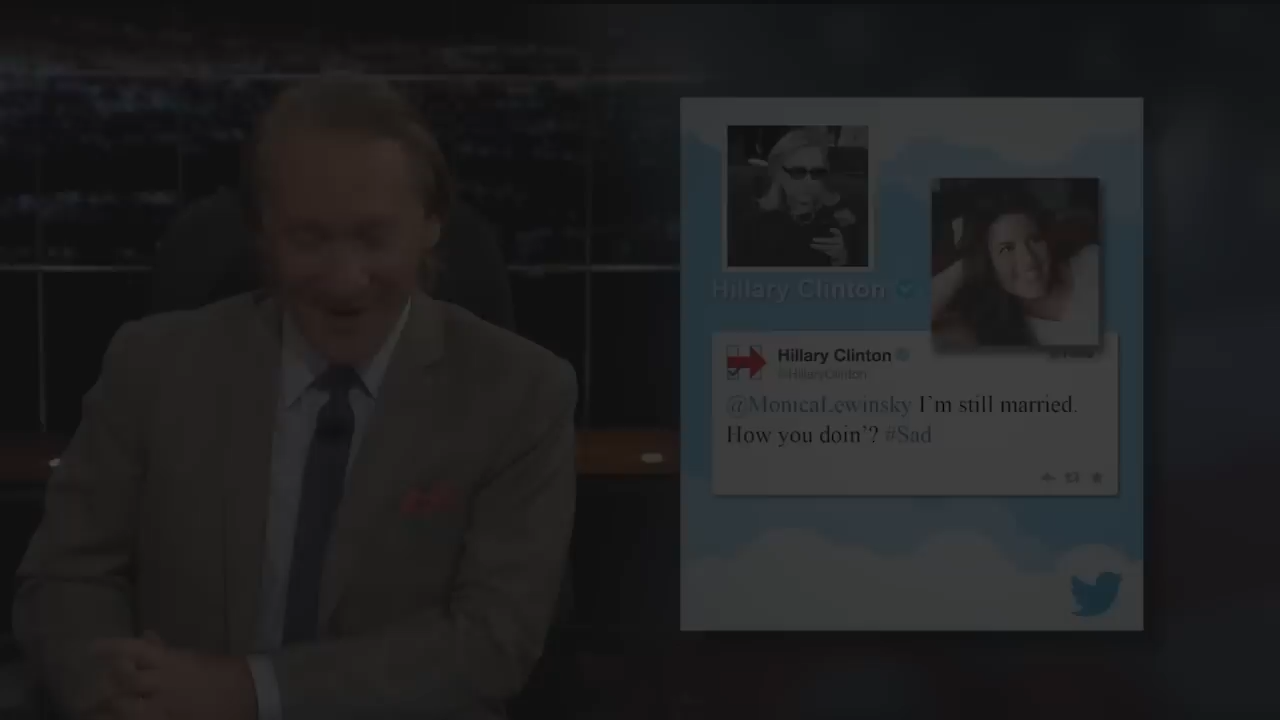 Hillary Clinton
Hillary Clinton
@HillaryClinton
@MonicaLewinsky I’m still married.
How you doin’? #Sad